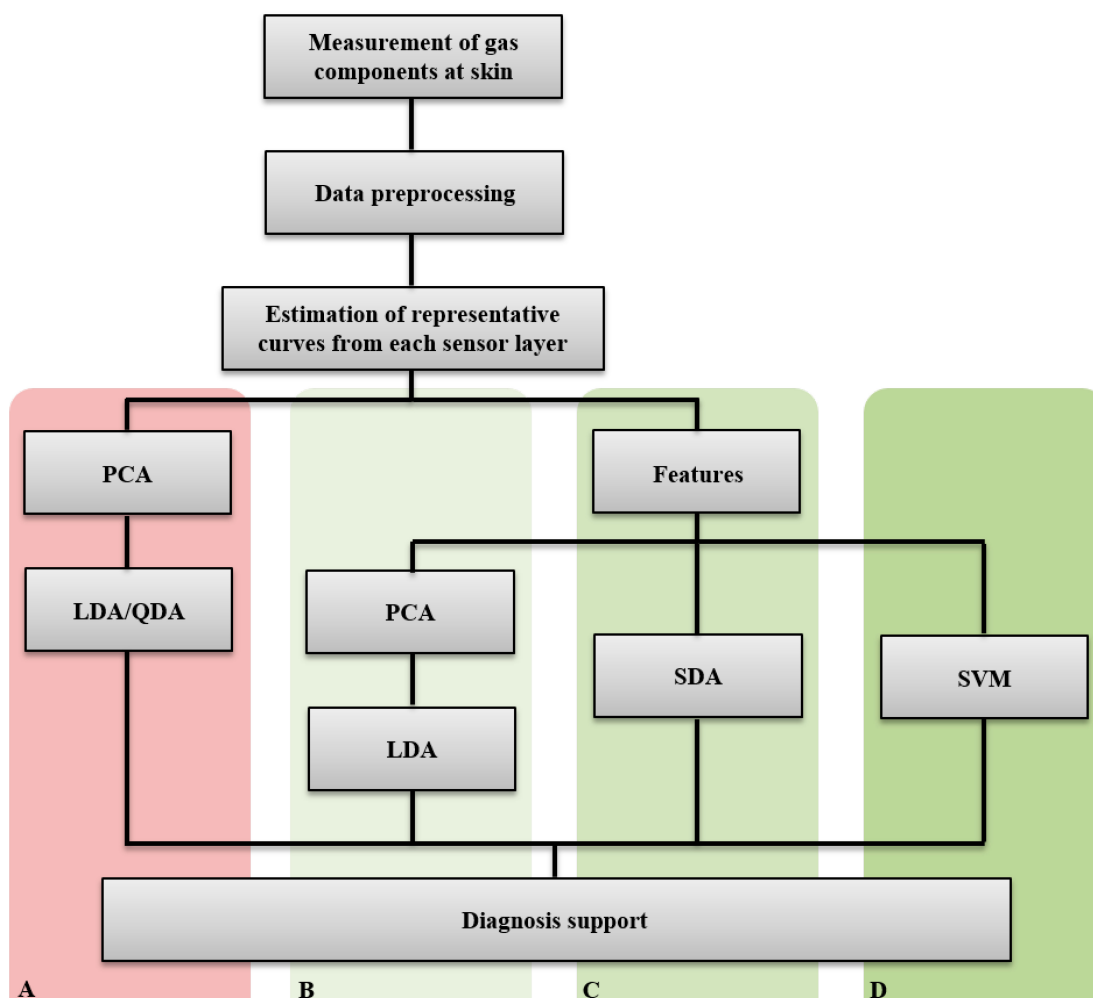 Measurement of gas
components at skin
Data preprocessing
Estimation of representative
curves from each sensor layer
PCA
Features
LDA/QDA
PCA
SDA
SVM
LDA
Diagnosis support
A
B
C
D